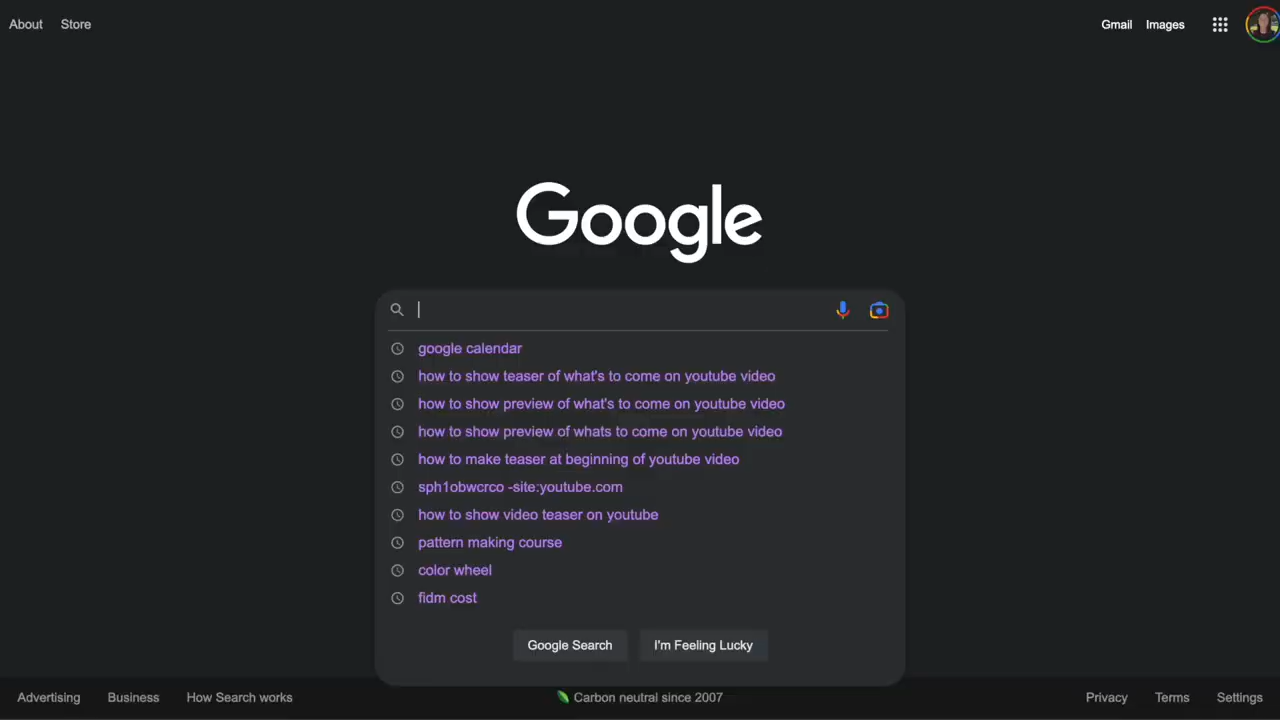 About Store Gmail Images
Google
google calendar
how to show teaser of what's to come on youtube video
how to show preview of what's to come on youtube video
how to show preview of whats to come on youtube video
how to make teaser at beginning of youtube video
sph1obwcrco -site:youtube.com
how to show video teaser on youtube
pattern making course
color wheel
fidm cost
Google Search I'm Feeling Lucky
Advertising Business How Search works Carbon neutral since 2007 Privacy Terms Settings